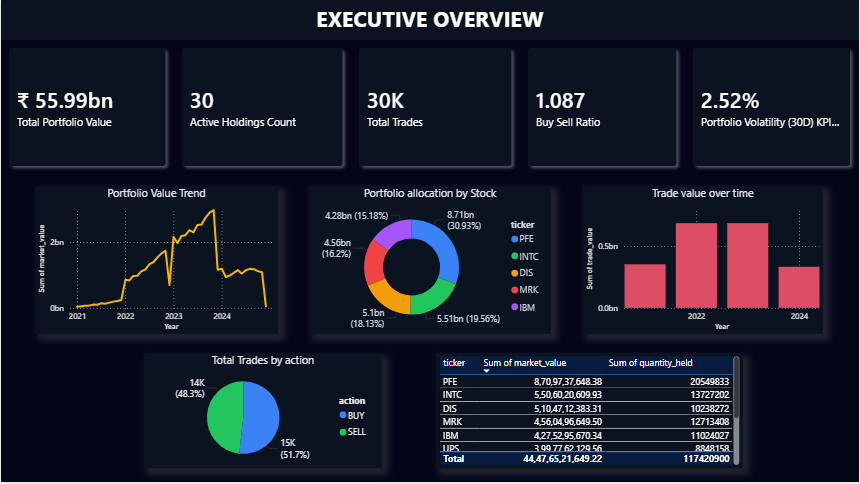 EXECUTIVE OVERVIEW
₹ 55.99bn
Total Portfolio Value
30
Active Holdings Count
30K
Total Trades
1.087
Buy Sell Ratio
2.52%
Portfolio Volatility (30D) KPI...
Portfolio Value Trend
Sum of market_value
2bn
0bn
2021 2022 2023 2024
Year
Portfolio allocation by Stock
4.28bn (15.18%)
8.71bn
(30.93%)
4.56bn
(16.2%)
5.1bn
(18.13%)
5.51bn (19.56%)
ticker
PFE
INTC
DIS
MRK
IBM
Trade value over time
Sum of trade_value
0.5bn
0.0bn
2022 2024
Year
Total Trades by action
14K
(48.3%)
15K
(51.7%)
action
BUY
SELL
ticker Sum of market_value Sum of quantity_held
PFE 8,70,97,37,648.38 20549833
INTC 5,50,60,20,609.93 13727202
DIS 5,10,47,12,383.31 10238272
MRK 4,56,04,96,649.50 12713408
IBM 4,27,52,95,670.34 11024027
UPS 3,99,77,62,129.56 8848158
Total 44,47,65,21,649.22 117420900